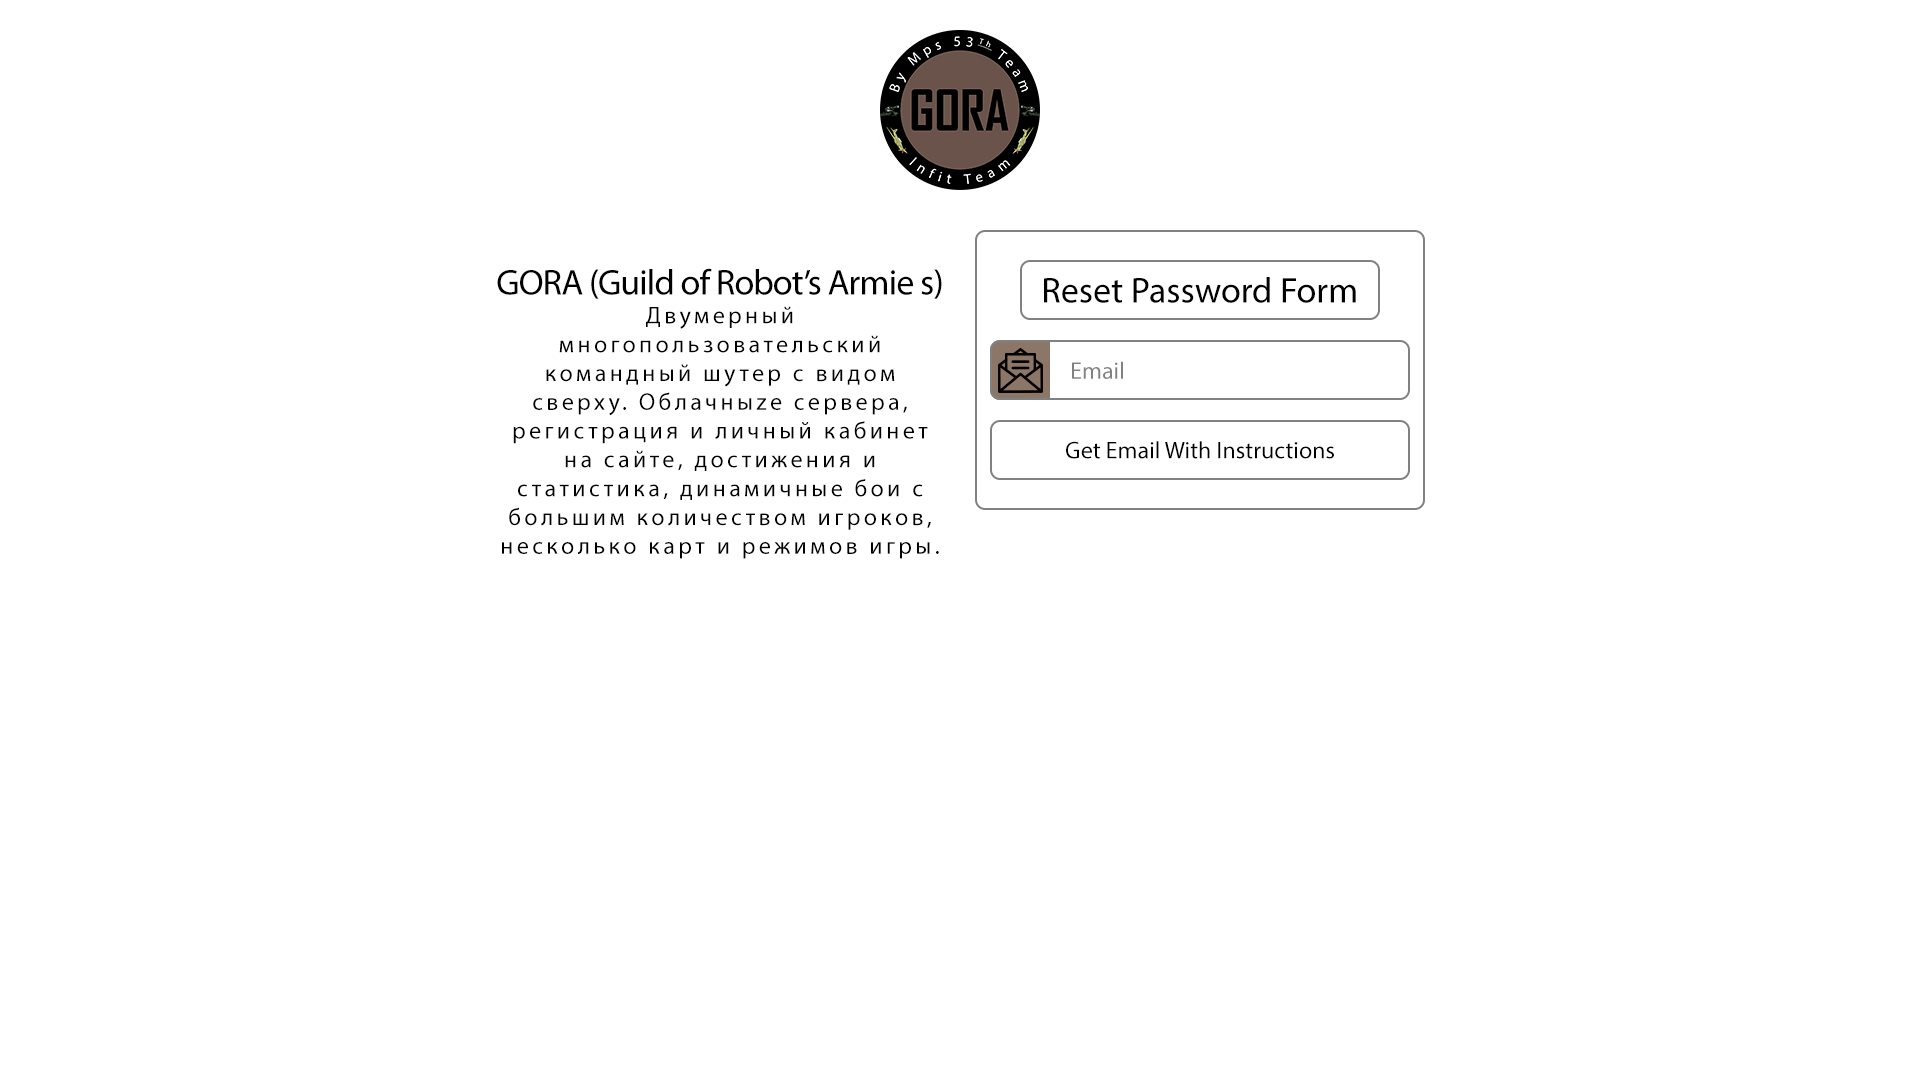 By Mps 53Th Team
GORA
Infit Team
GORA (Guild of Robot’s Armie s)
Двумерный
многопользовательский
командный шутер с видом
сверху. Облачныzе сервера,
регистрация и личный кабинет
на сайте, достижения и
статистика, динамичные бои с
большим количеством игроков,
несколько карт и режимов игры.
Reset Password Form
Email
Get Email With Instructions